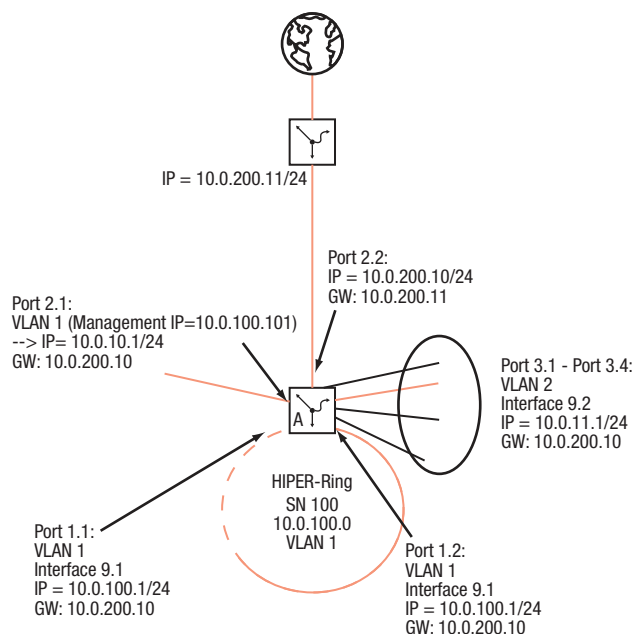 IP = 10.0.200.11/24
Port 2.2:
IP = 10.0.200.10/24
GW: 10.0.200.11
Port 2.1:
VLAN 1 (Management IP=10.0.100.101)
--> IP= 10.0.10.1/24
GW: 10.0.200.10
Port 3.1 - Port 3.4:
VLAN 2
Interface 9.2
IP = 10.0.11.1/24
GW: 10.0.200.10
A
HIPER-Ring
SN 100
10.0.100.0
VLAN 1
Port 1.1:
VLAN 1
Interface 9.1
IP = 10.0.100.1/24
GW: 10.0.200.10
Port 1.2:
VLAN 1
Interface 9.1
IP = 10.0.100.1/24
GW: 10.0.200.10